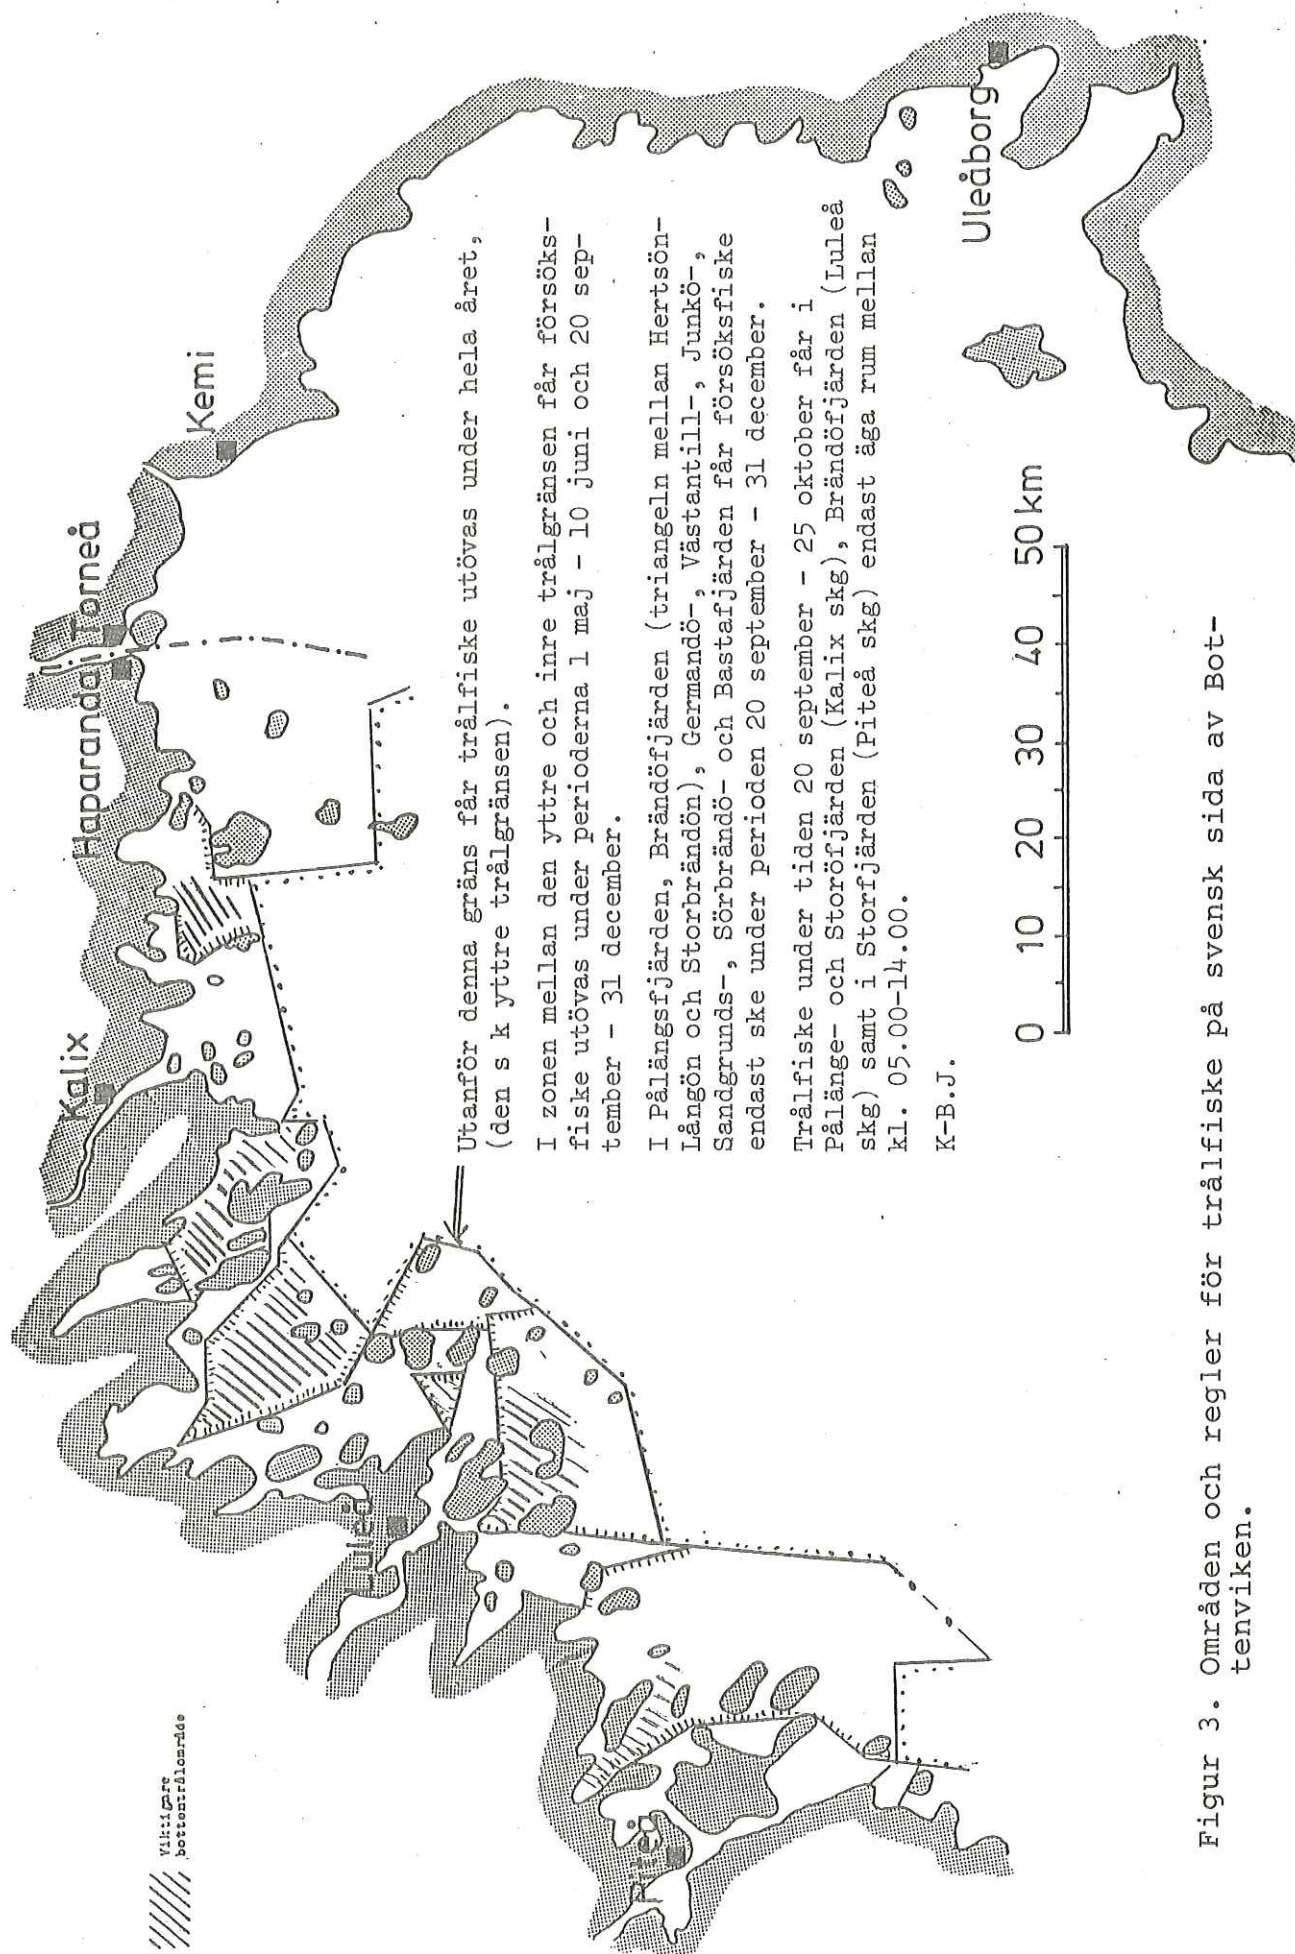 Viktigare
bottentrålområde
Piteå
Luleå
Kalix
Haparanda
Torneå
Kemi
Uleåborg
Utanför denna gräns får trålfiske utövas under hela året,
(den s k yttre trålgränsen).
I zonen mellan den yttre och inre trålgränsen får försöks-
fiske utövas under perioderna 1 maj - 10 juni och 20 sep-
tember - 31 december.
I Pålängsfjärden, Brändöfjärden (triangeln mellan Hertsön-
Långön och Storbrändön), Germandö-, Västantill-, Junkö-,
Sandgrunds-, Sörbrändö- och Bastafjärden får försöksfiske
endast ske under perioden 20 september - 31 december.
Trålfiske under tiden 20 september - 25 oktober får i
Pålänge- och Storöfjärden (Kalix skg), Brändöfjärden (Luleå
skg) samt i Storfjärden (Piteå skg) endast äga rum mellan
kl. 05.00-14.00.
K-B.J.
0 10 20 30 40 50 km
Figur 3. Områden och regler för trålfiske på svensk sida av Bot-
tenviken.